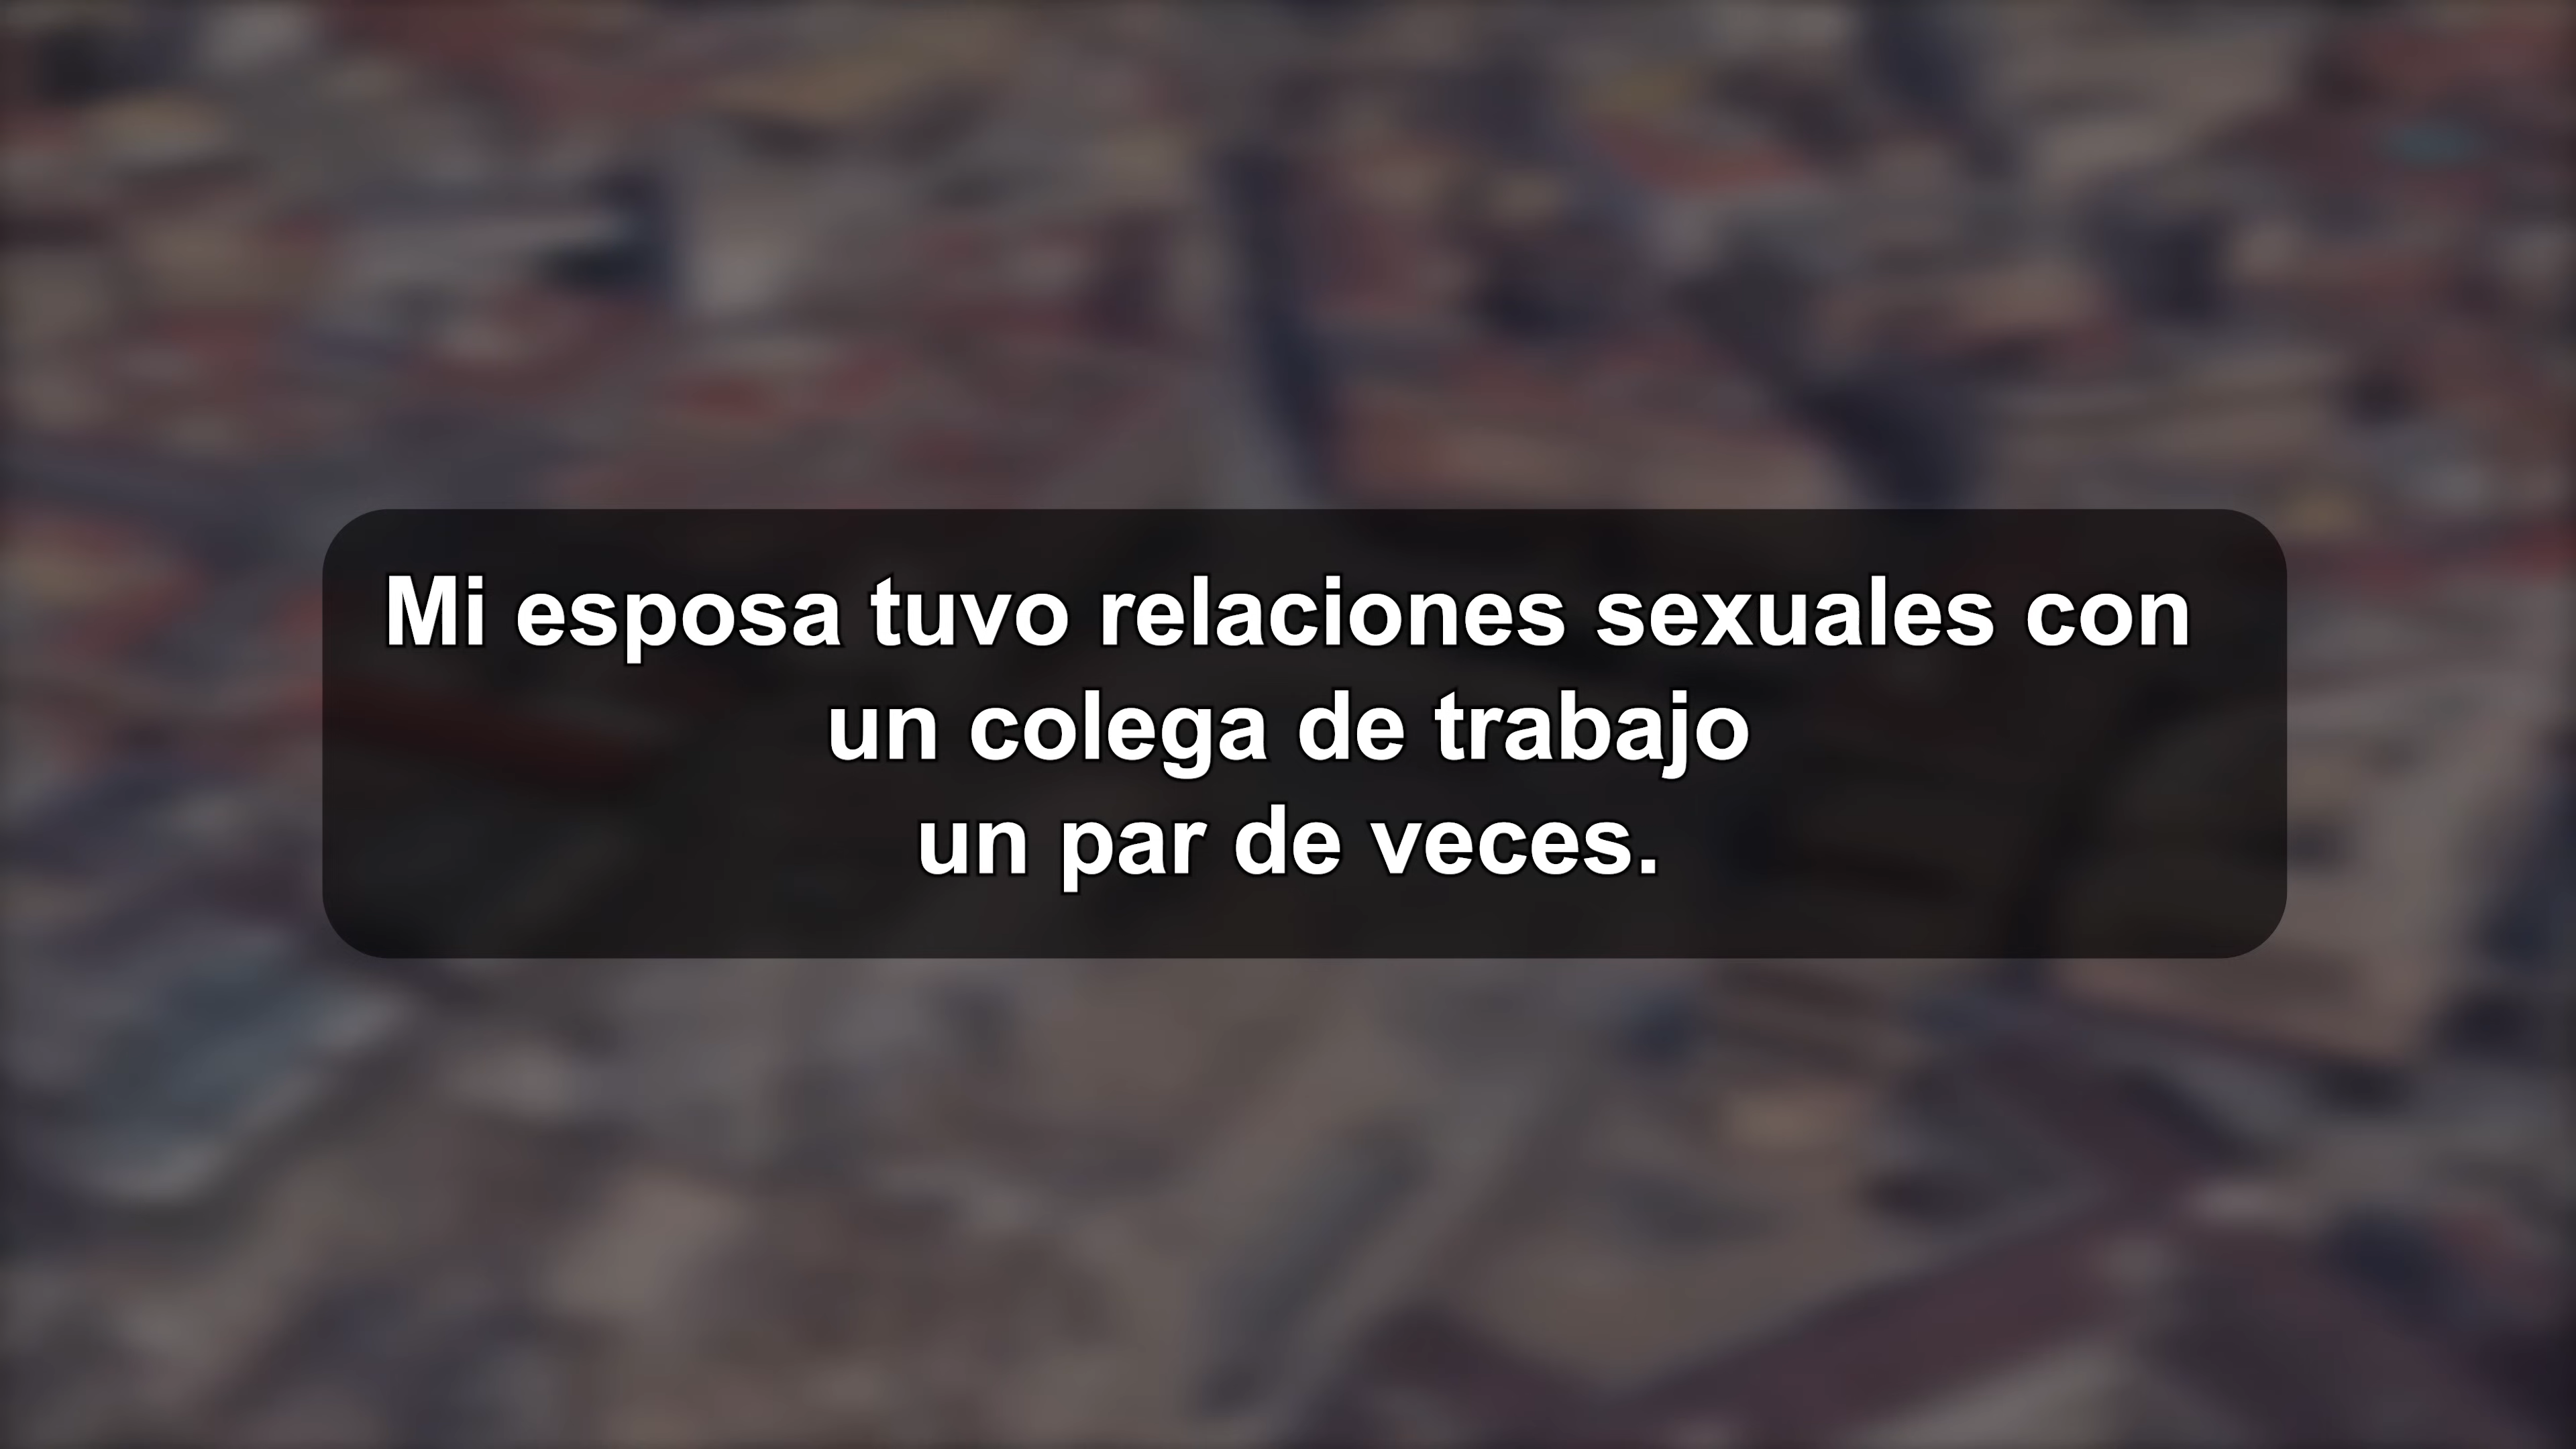 Mi esposa tuvo relaciones sexuales con
un colega de trabajo
un par de veces.